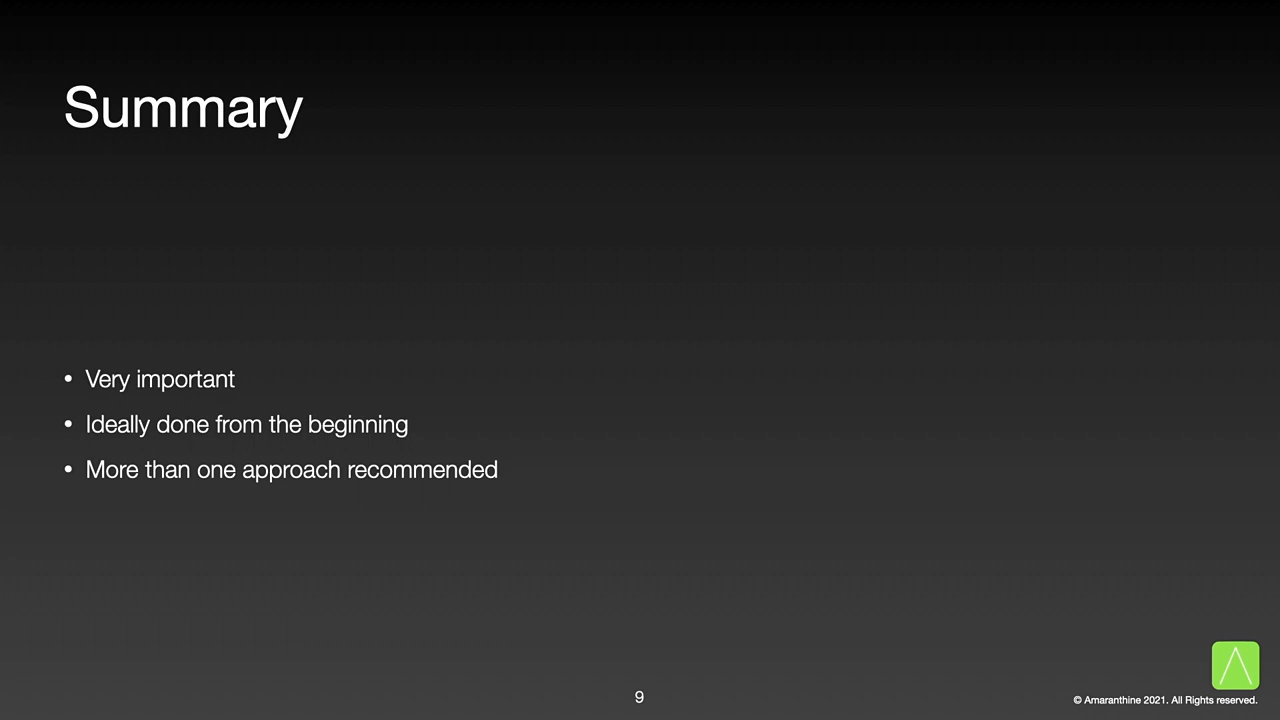 Summary
• Very important
• Ideally done from the beginning
• More than one approach recommended
9
© Amaranthine 2021. All Rights reserved.